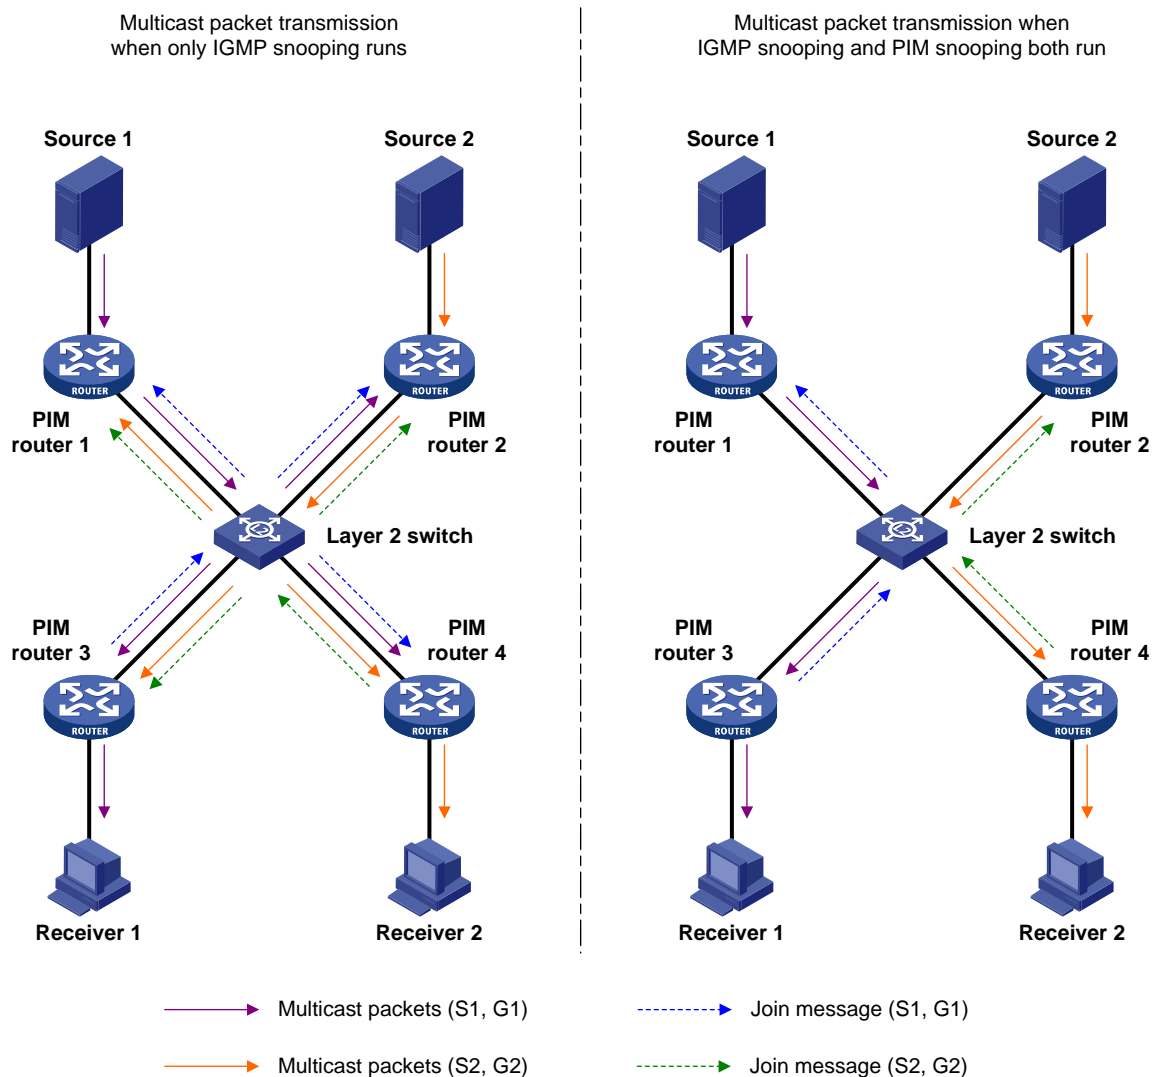 Multicast packet transmission
when only IGMP snooping runs
Multicast packet transmission when
IGMP snooping and PIM snooping both run
Source 1
Source 2
ROUTER
ROUTER
PIM
router 1
PIM
router 2
Layer 2 switch
PIM
router 3
PIM
router 4
ROUTER
ROUTER
Receiver 1
Receiver 2
Source 1
Source 2
ROUTER
ROUTER
PIM
router 1
PIM
router 2
Layer 2 switch
PIM
router 3
PIM
router 4
ROUTER
ROUTER
Receiver 1
Receiver 2
Multicast packets (S1, G1)
Join message (S1, G1)
Multicast packets (S2, G2)
Join message (S2, G2)